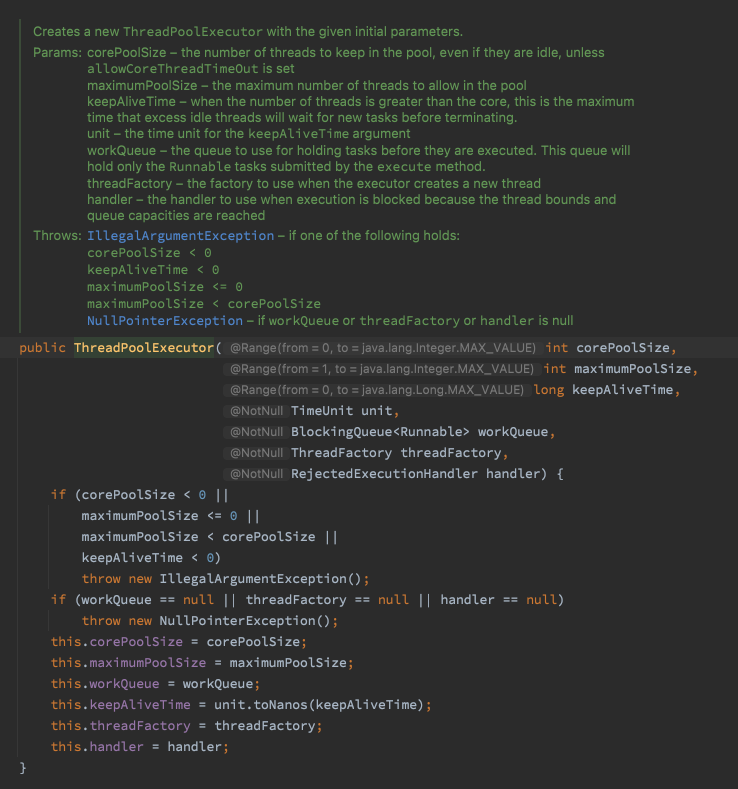 Creates a new ThreadPoolExecutor with the given initial parameters.
Params: corePoolSize – the number of threads to keep in the pool, even if they are idle, unless
allowCoreThreadTimeOut is set
maximumPoolSize – the maximum number of threads to allow in the pool
keepAliveTime – when the number of threads is greater than the core, this is the maximum
time that excess idle threads will wait for new tasks before terminating.
unit – the time unit for the keepAliveTime argument
workQueue – the queue to use for holding tasks before they are executed. This queue will
hold only the Runnable tasks submitted by the execute method.
threadFactory – the factory to use when the executor creates a new thread
handler – the handler to use when execution is blocked because the thread bounds and
queue capacities are reached
Throws: IllegalArgumentException – if one of the following holds:
corePoolSize < 0
keepAliveTime < 0
maximumPoolSize <= 0
maximumPoolSize < corePoolSize
NullPointerException – if workQueue or threadFactory or handler is null
public ThreadPoolExecutor( @Range(from = 0, to = java.lang.Integer.MAX_VALUE) int corePoolSize,
@Range(from = 1, to = java.lang.Integer.MAX_VALUE) int maximumPoolSize,
@Range(from = 0, to = java.lang.Long.MAX_VALUE) long keepAliveTime,
@NotNull TimeUnit unit,
@NotNull BlockingQueue<Runnable> workQueue,
@NotNull ThreadFactory threadFactory,
@NotNull RejectedExecutionHandler handler) {
if (corePoolSize < 0 ||
maximumPoolSize <= 0 ||
maximumPoolSize < corePoolSize ||
keepAliveTime < 0)
throw new IllegalArgumentException();
if (workQueue == null || threadFactory == null || handler == null)
throw new NullPointerException();
this.corePoolSize = corePoolSize;
this.maximumPoolSize = maximumPoolSize;
this.workQueue = workQueue;
this.keepAliveTime = unit.toNanos(keepAliveTime);
this.threadFactory = threadFactory;
this.handler = handler;
}